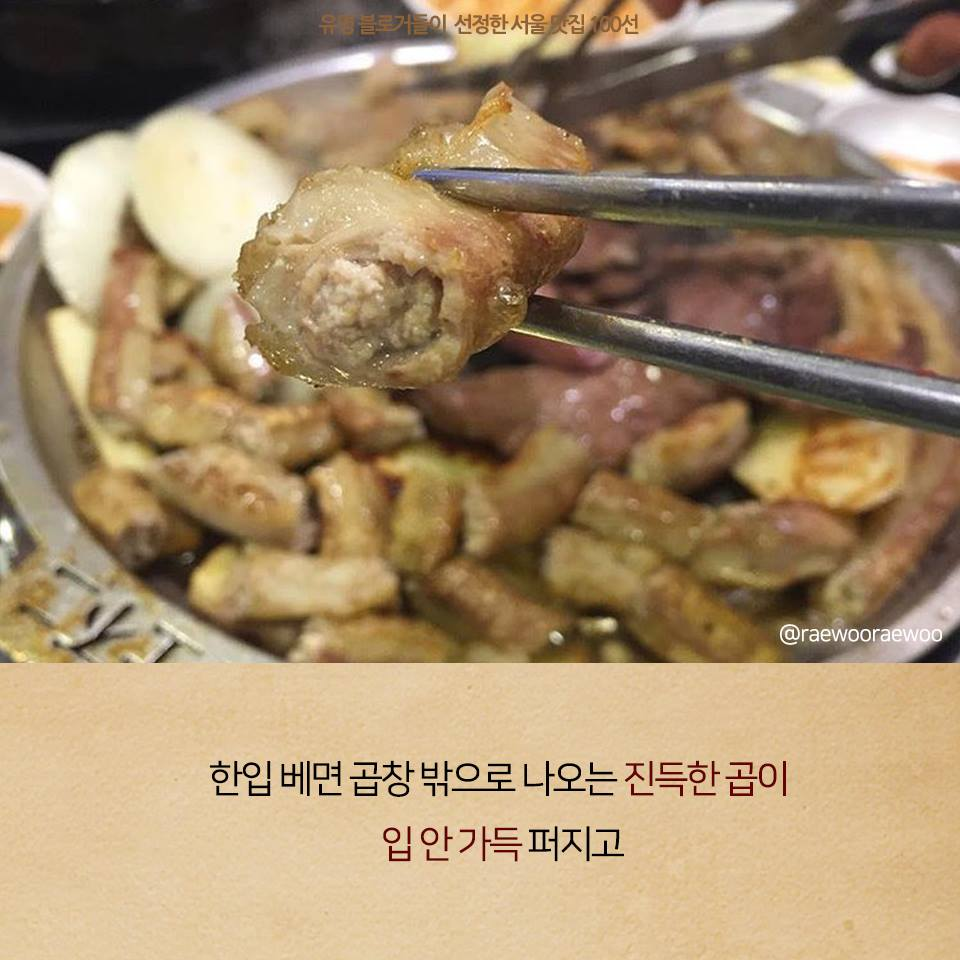 유명 블로거들이 선정한 서울 맛집 100선
@raewooraewoo
한입 베면 곱창 밖으로 나오는 진득한 곱이
입 안 가득 퍼지고